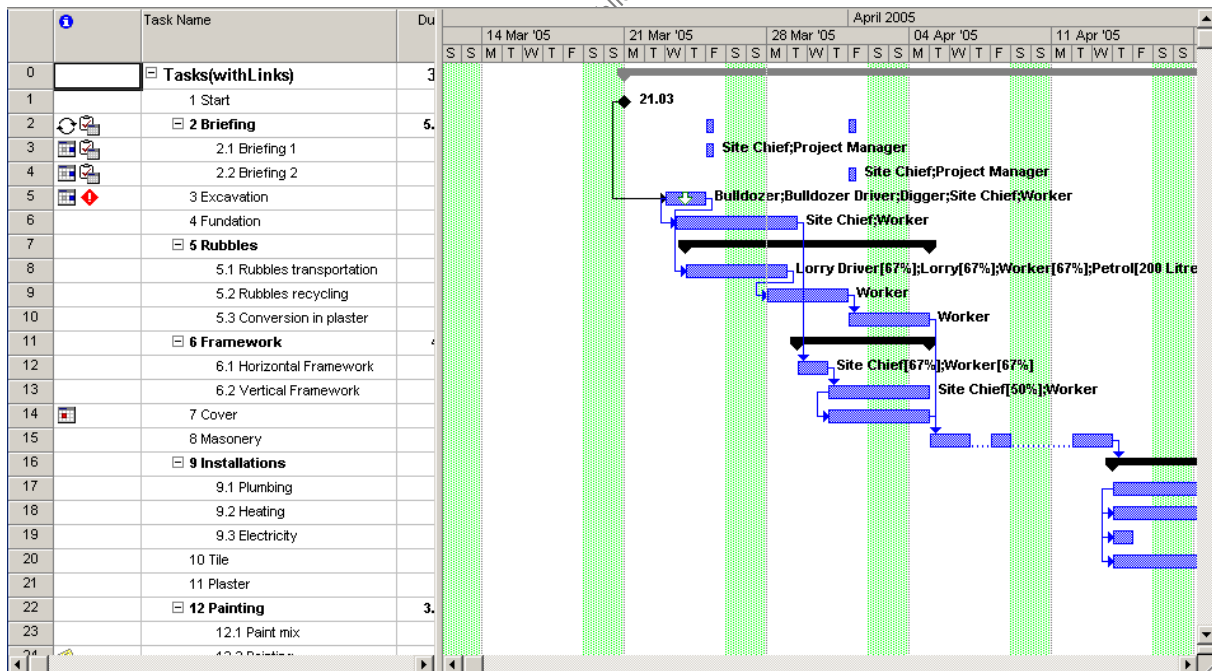 Task Name Du
April 2005
14 Mar '05 21 Mar '05 28 Mar '05 04 Apr '05 11 Apr '05
S S M T W T F S S M T W T F S S M T W T F S S M T W T F S S M T W T F S S
0 Tasks(withLinks) 3
1 1 Start 21.03
2 2 Briefing 5.
3 2.1 Briefing 1 Site Chief;Project Manager
4 2.2 Briefing 2 Site Chief;Project Manager
5 3 Excavation Bulldozer;Bulldozer Driver;Digger;Site Chief;Worker
6 4 Fundation Site Chief;Worker
7 5 Rubbles
8 5.1 Rubbles transportation Lorry Driver[67%];Lorry[67%];Worker[67%];Petrol[200 Litre
9 5.2 Rubbles recycling Worker
10 5.3 Conversion in plaster Worker
11 6 Framework
12 6.1 Horizontal Framework Site Chief[67%];Worker[67%]
13 6.2 Vertical Framework Site Chief[50%];Worker
14 7 Cover
15 8 Masonery
16 9 Installations
17 9.1 Plumbing
18 9.2 Heating
19 9.3 Electricity
20 10 Tile
21 11 Plaster
22 12 Painting 3.
23 12.1 Paint mix